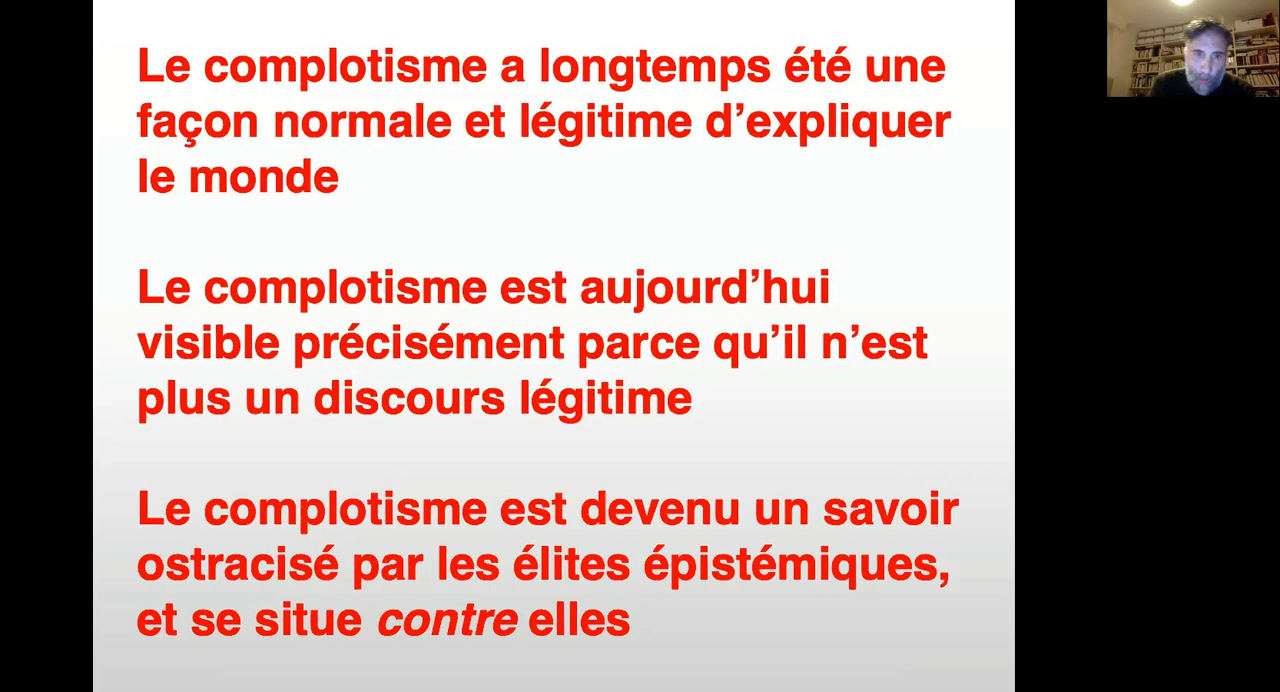 Le complotisme a longtemps été une
façon normale et légitime d’expliquer
le monde
Le complotisme est aujourd’hui
visible précisément parce qu’il n’est
plus un discours légitime
Le complotisme est devenu un savoir
ostracisé par les élites épistémiques,
et se situe contre elles